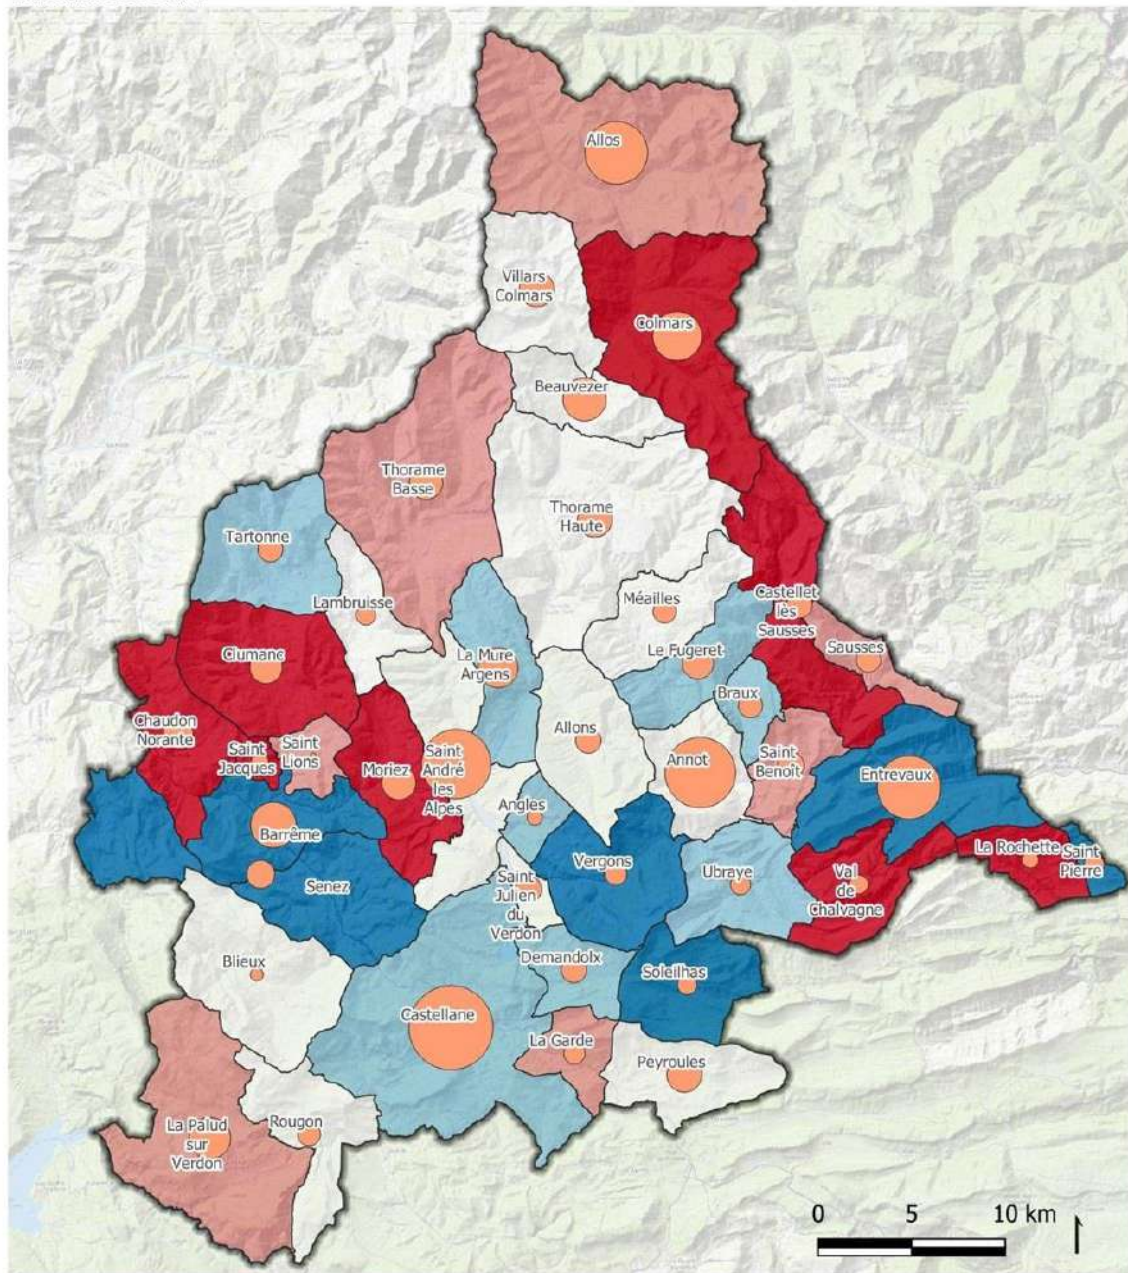 Allos
Villars
Colmars
Colmars
Beauvezer
Thorame
Basse
Thorame
Haute
Tartonne
Lambruisse
Méailles
Castellet
lès
Sausses
Clumanc
La Mure
Argens
Le Fugeret
Sausses
Braux
Chaudon
Norante
Saint
Jacques
Saint
Lions
Moriez
Saint
André
les
Alpes
Allons
Annot
Saint
Benoit
Entrevaux
Barrême
Angles
Senez
Vergons
Ubraye
Val
de
Chalvagne
La Rochette
Saint
Pierre
Saint
Julien
du
Verdon
Blieux
Demandolx
Soleilhas
Castellane
La Garde
Peyroules
La Palud
sur
Verdon
Rougon
0 5 10 km